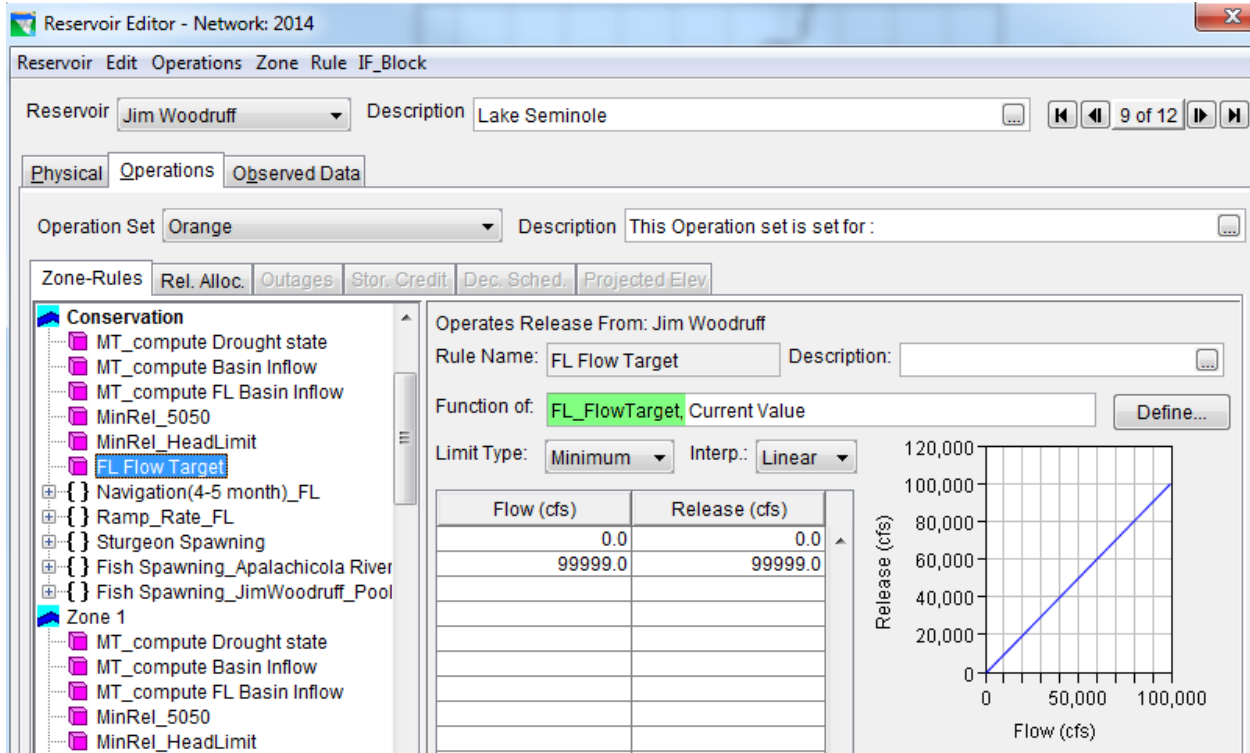 Reservoir Editor - Network: 2014
Reservoir Edit Operations Zone Rule IF_Block
Reservoir Jim Woodruff Description Lake Seminole ... 9 of 12
Physical Operations Observed Data
Operation Set Orange Description This Operation set is set for : ...
Zone-Rules Rel. Alloc. Outages Stor. Credit Dec. Sched. Projected Elev
Conservation
MT_compute Drought state
MT_compute Basin Inflow
MT_compute FL Basin Inflow
MinRel_5050
MinRel_HeadLimit
FL Flow Target
{ } Navigation(4-5 month)_FL
{ } Ramp_Rate_FL
{ } Sturgeon Spawning
{ } Fish Spawning_Apalachicola River
{ } Fish Spawning_JimWoodruff_Pool
Zone 1
MT_compute Drought state
MT_compute Basin Inflow
MT_compute FL Basin Inflow
MinRel_5050
MinRel_HeadLimit
Operates Release From: Jim Woodruff
Rule Name: FL Flow Target Description: ...
Function of: FL_FlowTarget, Current Value Define...
Limit Type: Minimum Interp.: Linear
Flow (cfs) Release (cfs)
0.0 0.0
99999.0 99999.0
Release (cfs)
120,000
100,000
80,000
60,000
40,000
20,000
0
0 50,000 100,000
Flow (cfs)